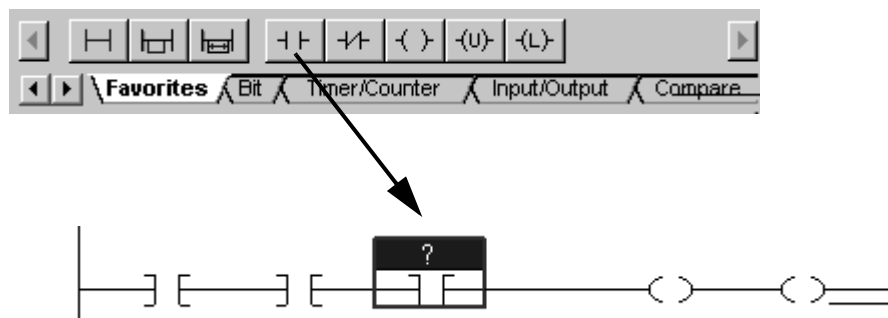 -(U)- -(L)-
Favorites Bit Timer/Counter Input/Output Compare
?